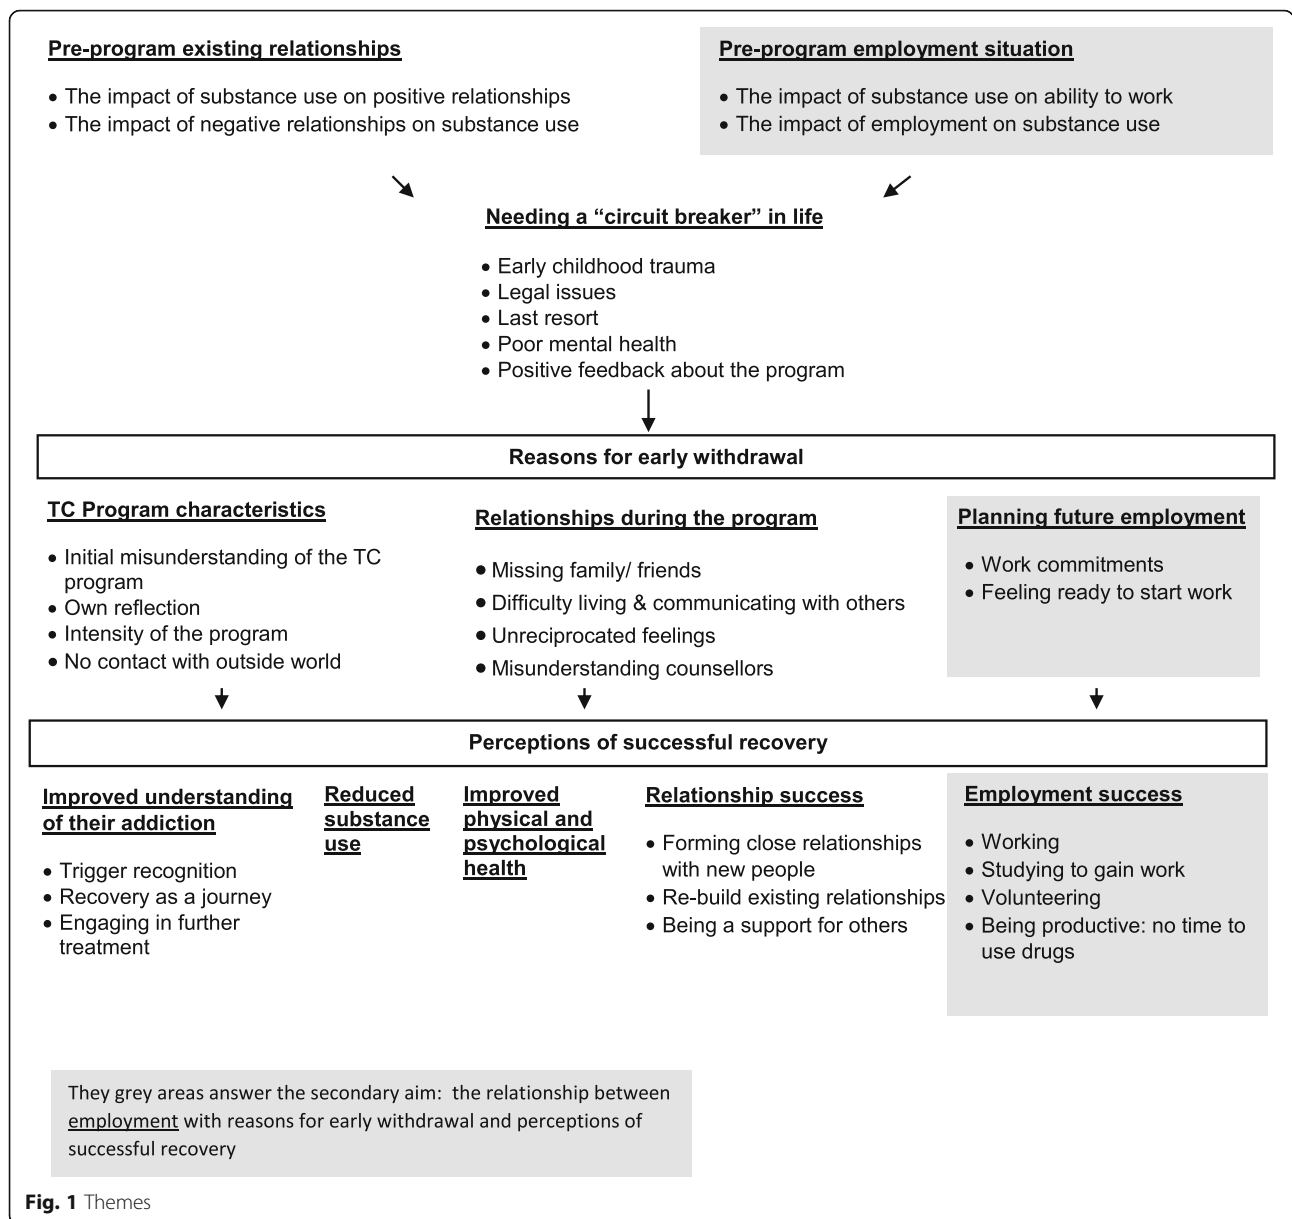 Pre-program existing relationships
• The impact of substance use on positive relationships
• The impact of negative relationships on substance use
Pre-program employment situation
• The impact of substance use on ability to work
• The impact of employment on substance use
Needing a “circuit breaker” in life
• Early childhood trauma
• Legal issues
• Last resort
• Poor mental health
• Positive feedback about the program
Reasons for early withdrawal
TC Program characteristics
• Initial misunderstanding of the TC
program
• Own reflection
• Intensity of the program
• No contact with outside world
Relationships during the program
• Missing family/ friends
• Difficulty living & communicating with others
• Unreciprocated feelings
• Misunderstanding counsellors
Planning future employment
• Work commitments
• Feeling ready to start work
Perceptions of successful recovery
Improved understanding
of their addiction
• Trigger recognition
• Recovery as a journey
• Engaging in further
treatment
Reduced
substance
use
Improved
physical and
psychological
health
Relationship success
• Forming close relationships
with new people
• Re-build existing relationships
• Being a support for others
Employment success
• Working
• Studying to gain work
• Volunteering
• Being productive: no time to
use drugs
They grey areas answer the secondary aim:  the relationship between
employment with reasons for early withdrawal and perceptions of
successful recovery
Fig. 1 Themes